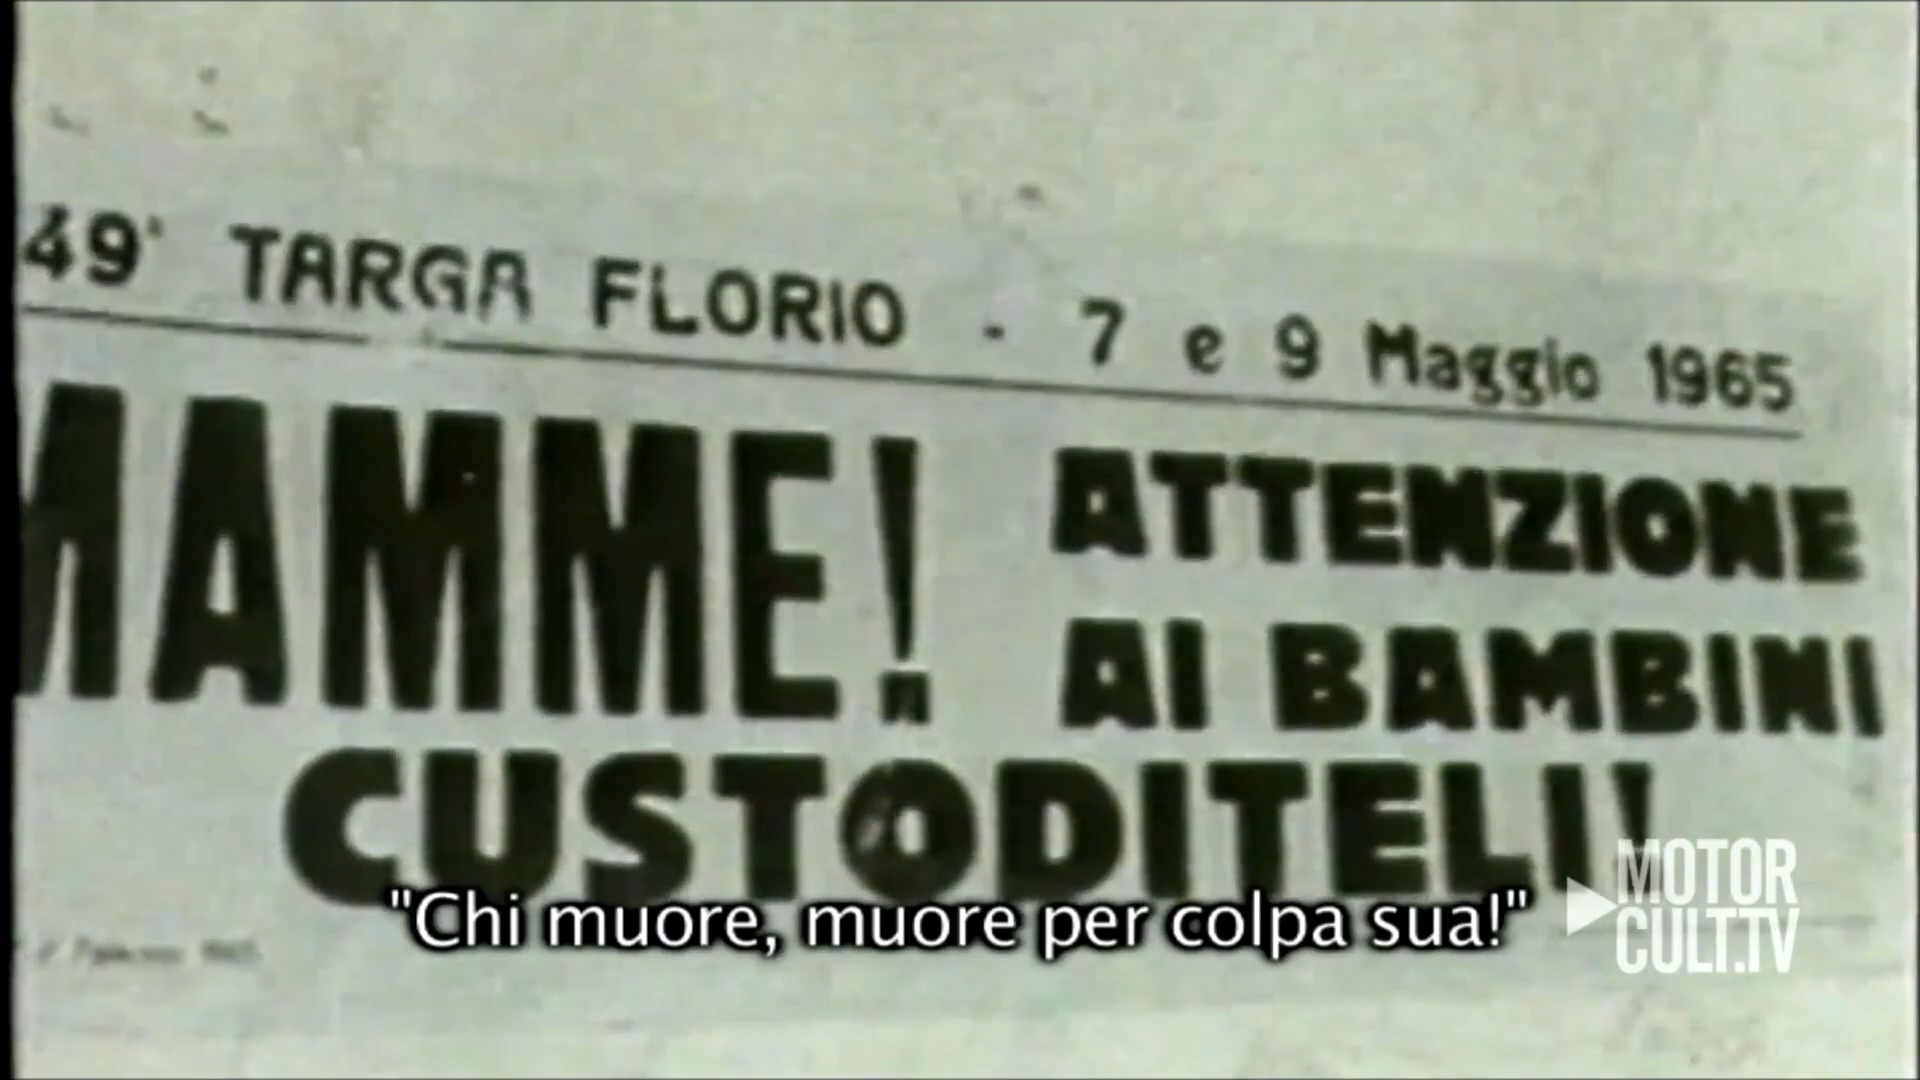 49ª TARGA FLORIO - 7 e 9 Maggio 1965
MAMME! ATTENZIONE
AI BAMBINI
CUSTODITELI!
"Chi muore, muore per colpa sua!"
MOTOR
CULT.TV